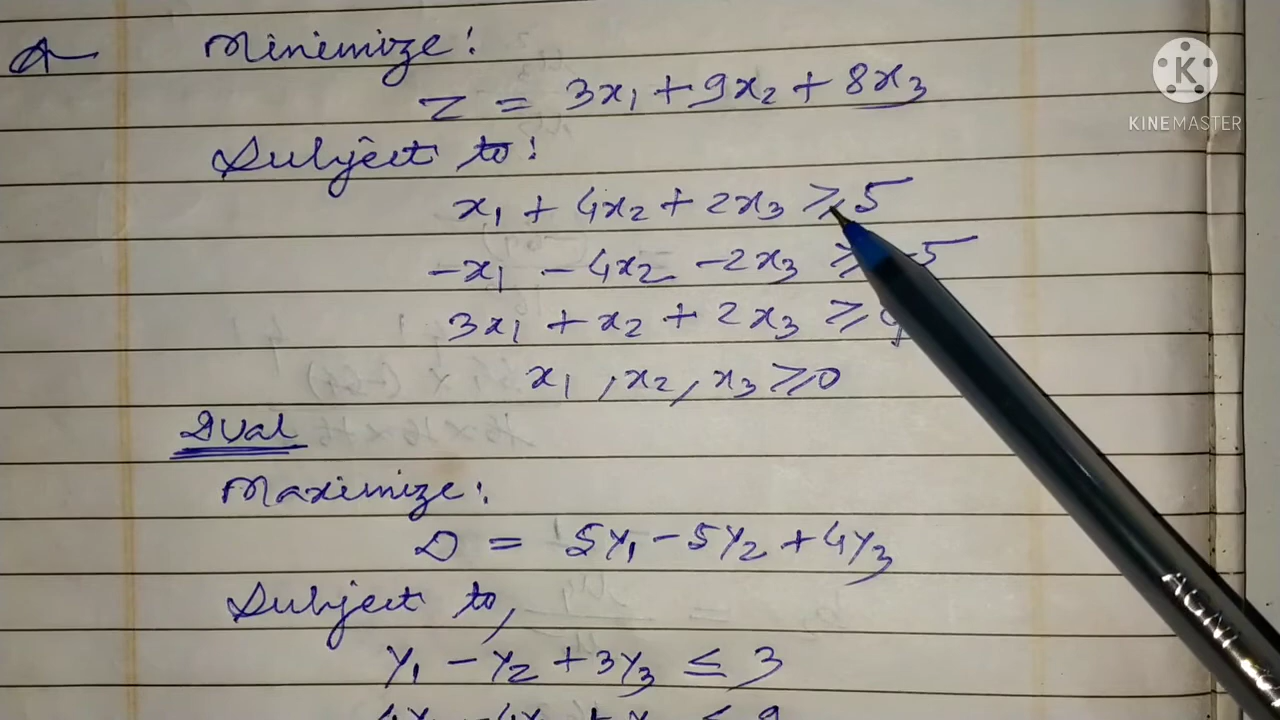 Minimize:
Z = 3x₁ + 9x₂ + 8x₃
KINEMASTER
Subject to:
x₁ + 4x₂ + 2x₃ ≥ 5
-x₁ - 4x₂ - 2x₃ ≥ -5
3x₁ + x₂ + 2x₃ ≥
x₁, x₂, x₃ ≥ 0
Dual
Maximize:
D = 5y₁ - 5y₂ + 4y₃
Subject to,
y₁ - y₂ + 3y₃ ≤ 3